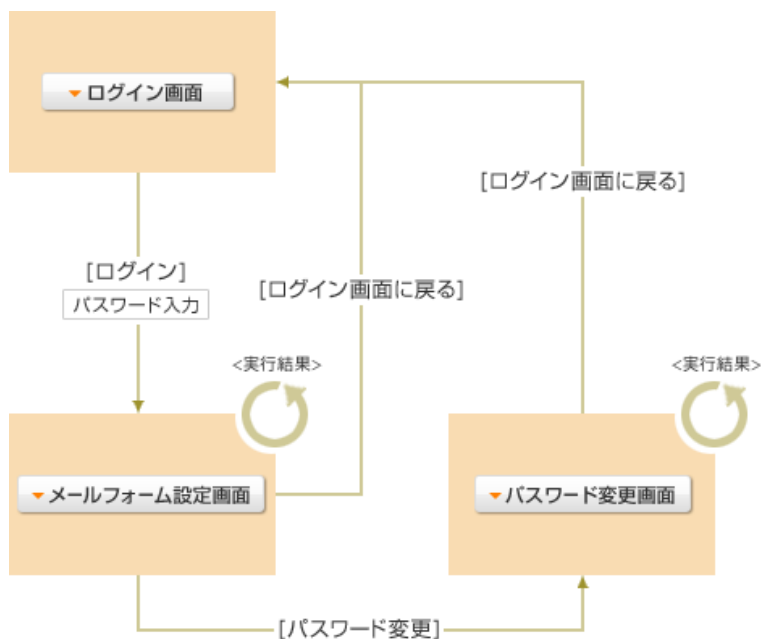 ログイン画面
[ログイン画面に戻る]
[ログイン]
パスワード入力
[ログイン画面に戻る]
<実行結果>
<実行結果>
メールフォーム設定画面
パスワード変更画面
[パスワード変更]